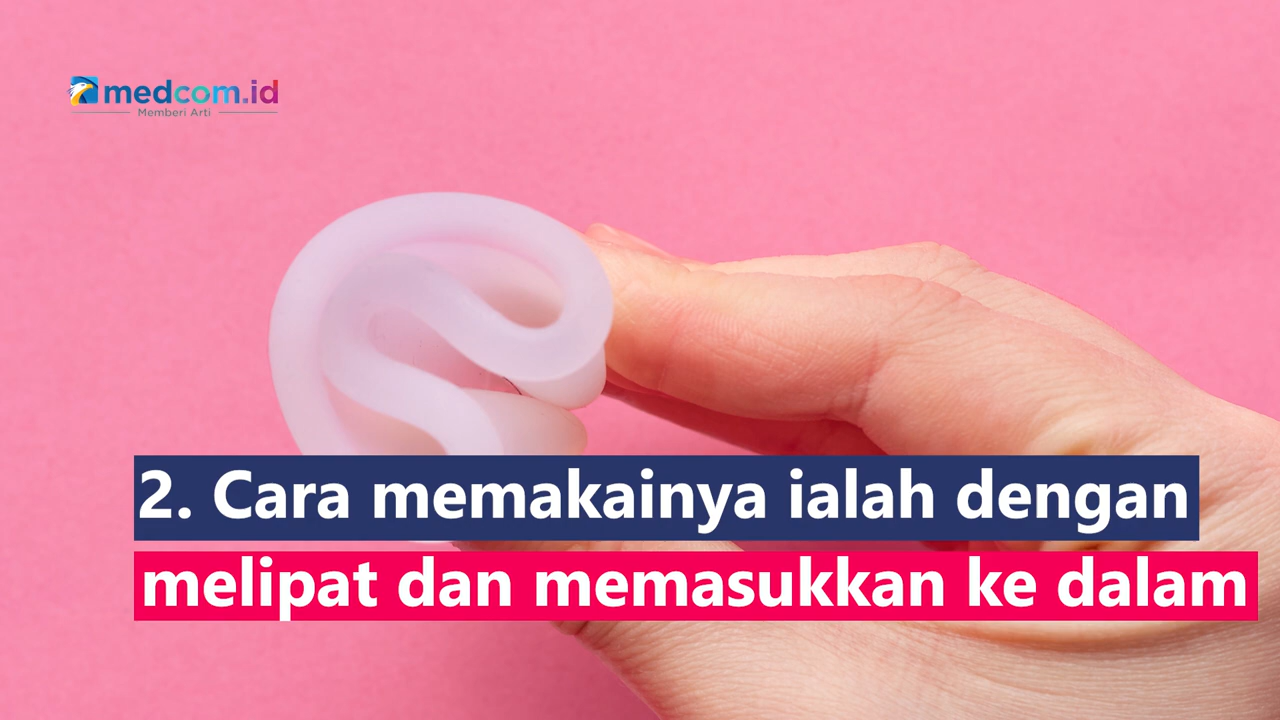 medcom.id
Memberi Arti
2. Cara memakainya ialah dengan
melipat dan memasukkan ke dalam